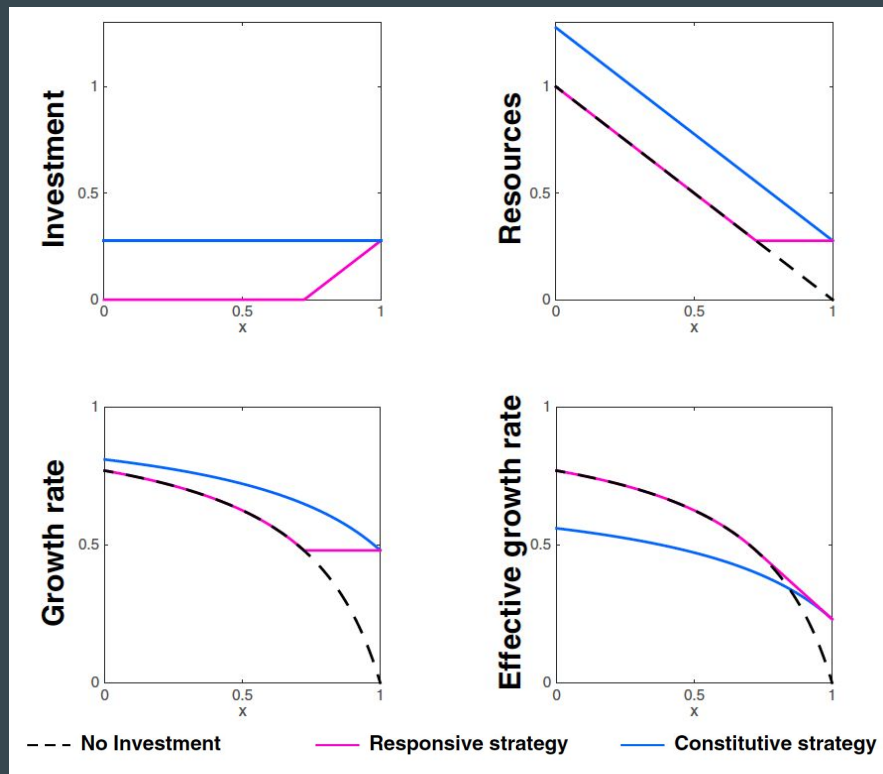 Investment
1
0.5
0
0
0.5
1
x
Resources
1
0.5
0
0
0.5
1
x
Growth rate
1
0.5
0
0
0.5
1
x
Effective growth rate
1
0.5
0
0
0.5
1
x
No Investment
Responsive strategy
Constitutive strategy